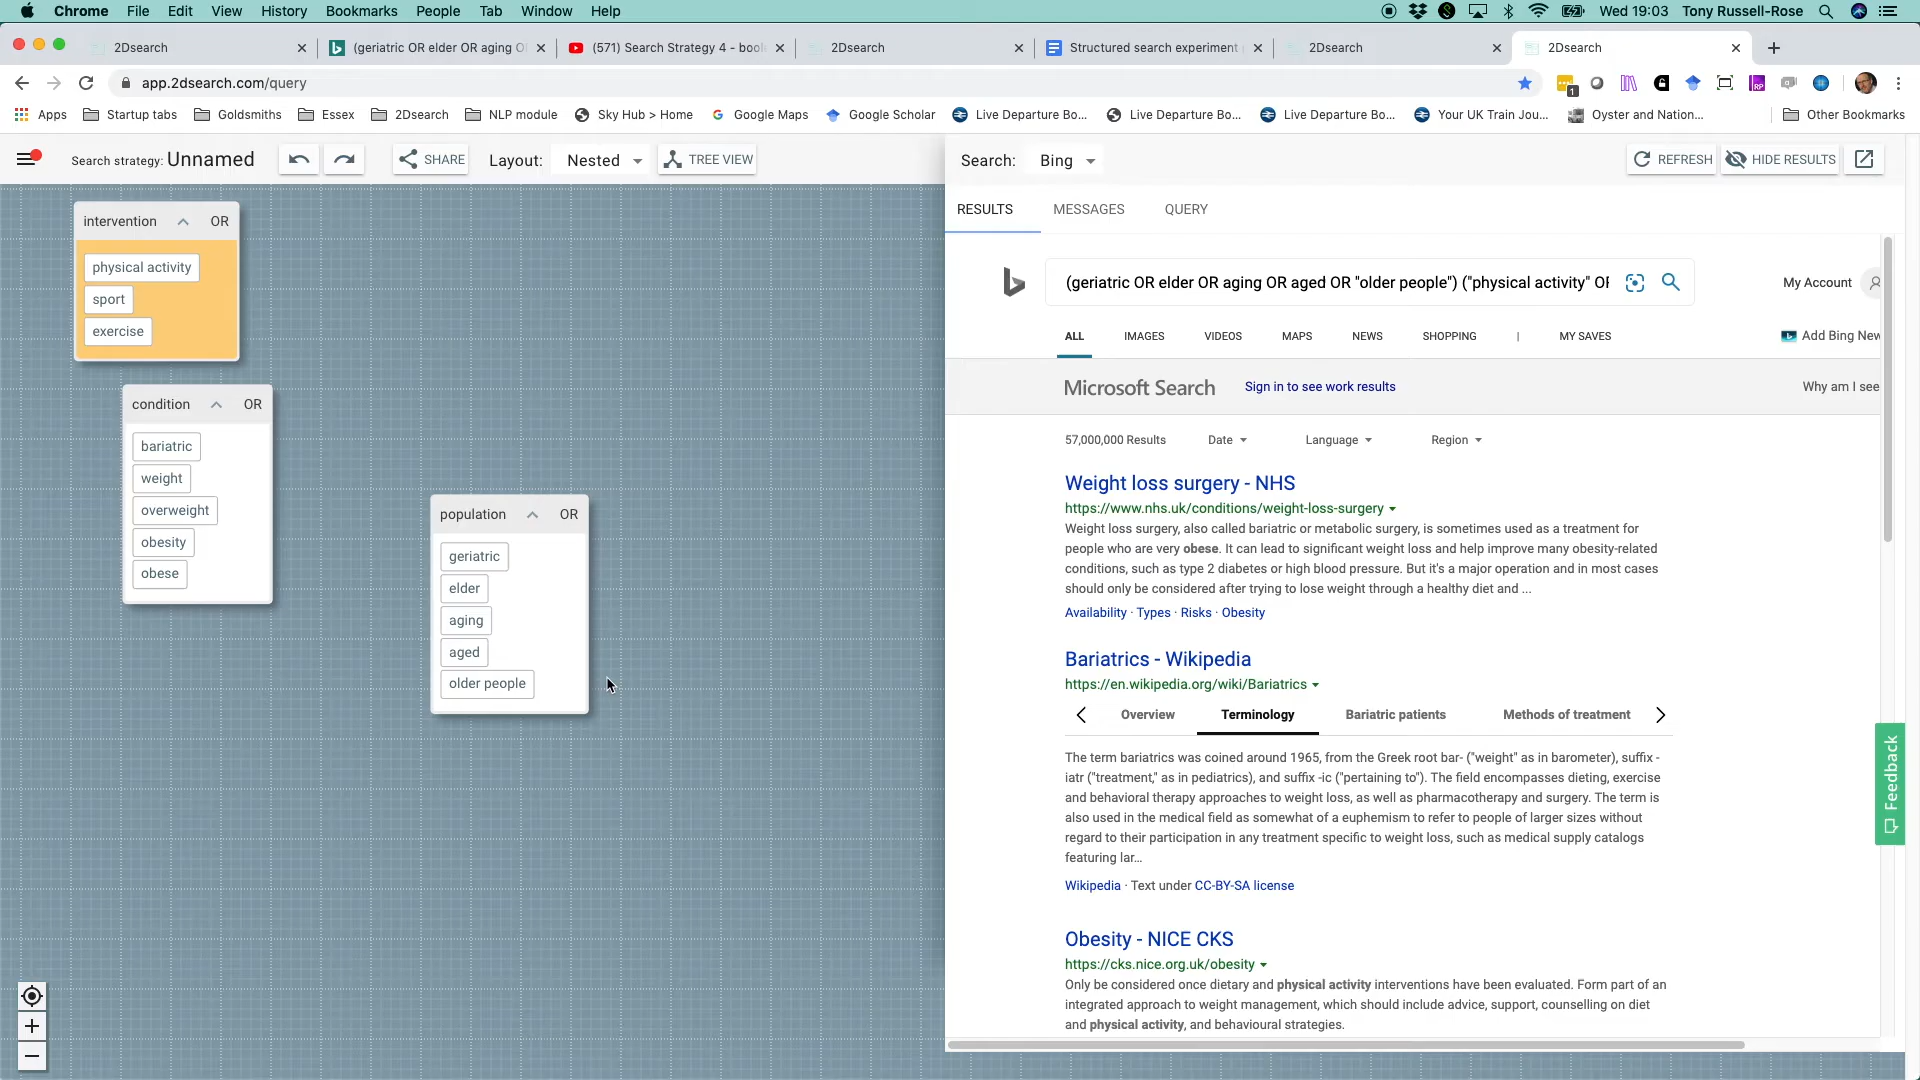 Chrome File Edit View History Bookmarks People Tab Window Help Wed 19:03 Tony Russell-Rose
2Dsearch (geriatric OR elder OR aging O (571) Search Strategy 4 - bool 2Dsearch Structured search experiment 2Dsearch 2Dsearch
app.2dsearch.com/query
Apps Startup tabs Goldsmiths Essex 2Dsearch NLP module Sky Hub > Home Google Maps Google Scholar Live Departure Bo... Live Departure Bo... Live Departure Bo... Your UK Train Jou... Oyster and Nation... Other Bookmarks
Search strategy: Unnamed SHARE Layout: Nested TREE VIEW
Search: Bing REFRESH HIDE RESULTS
intervention OR
physical activity
sport
exercise
condition OR
bariatric
weight
overweight
obesity
obese
population OR
geriatric
elder
aging
aged
older people
RESULTS MESSAGES QUERY
(geriatric OR elder OR aging OR aged OR "older people") ("physical activity" OF
My Account
ALL IMAGES VIDEOS MAPS NEWS SHOPPING | MY SAVES Add Bing New
Microsoft Search Sign in to see work results Why am I see
57,000,000 Results Date Language Region
Weight loss surgery - NHS
https://www.nhs.uk/conditions/weight-loss-surgery
Weight loss surgery, also called bariatric or metabolic surgery, is sometimes used as a treatment for
people who are very obese. It can lead to significant weight loss and help improve many obesity-related
conditions, such as type 2 diabetes or high blood pressure. But it's a major operation and in most cases
should only be considered after trying to lose weight through a healthy diet and ...
Availability · Types · Risks · Obesity
Bariatrics - Wikipedia
https://en.wikipedia.org/wiki/Bariatrics
Overview Terminology Bariatric patients Methods of treatment
The term bariatrics was coined around 1965, from the Greek root bar- ("weight" as in barometer), suffix -
iatr ("treatment," as in pediatrics), and suffix -ic ("pertaining to"). The field encompasses dieting, exercise
and behavioral therapy approaches to weight loss, as well as pharmacotherapy and surgery. The term is
also used in the medical field as somewhat of a euphemism to refer to people of larger sizes without
regard to their participation in any treatment specific to weight loss, such as medical supply catalogs
featuring lar...
Wikipedia · Text under CC-BY-SA license
Obesity - NICE CKS
https://cks.nice.org.uk/obesity
Only be considered once dietary and physical activity interventions have been evaluated. Form part of an
integrated approach to weight management, which should include advice, support, counselling on diet
and physical activity, and behavioural strategies.
Feedback